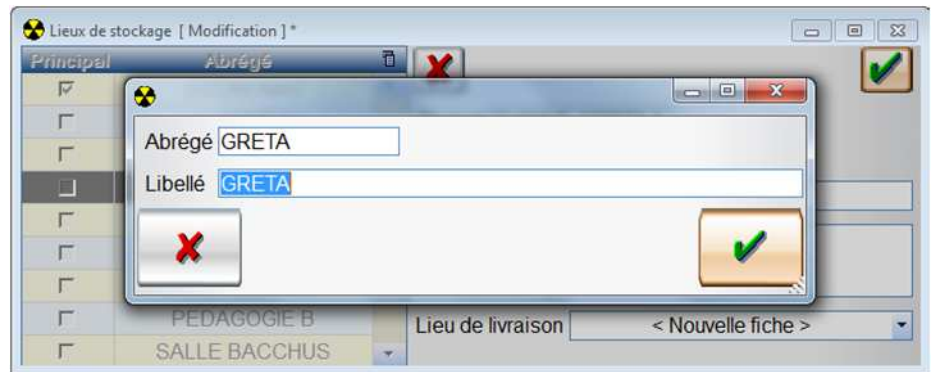 Lieux de stockage [ Modification ] *
Principal Abrégé
Abrégé GRETA
Libellé GRETA
PEDAGOGIE B
Lieu de livraison < Nouvelle fiche >
SALLE BACCHUS